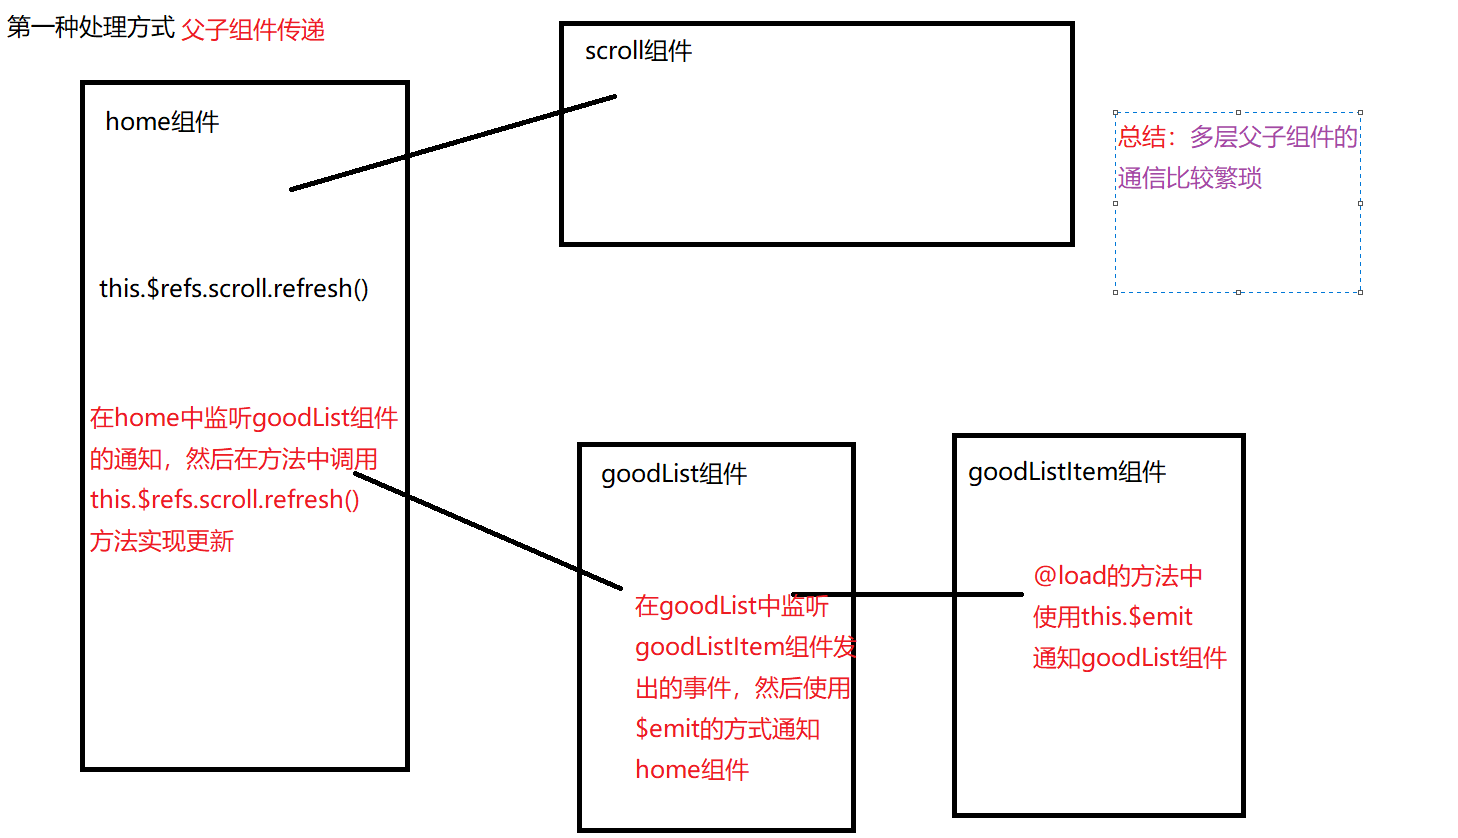 第一种处理方式 父子组件传递
scroll组件
home组件
总结：多层父子组件的
通信比较繁琐
this.$refs.scroll.refresh()
在home中监听goodList组件
的通知，然后在方法中调用
this.$refs.scroll.refresh()
方法实现更新
goodList组件
在goodList中监听
goodListItem组件发
出的事件，然后使用
$emit的方式通知
home组件
goodListItem组件
@load的方法中
使用this.$emit
通知goodList组件